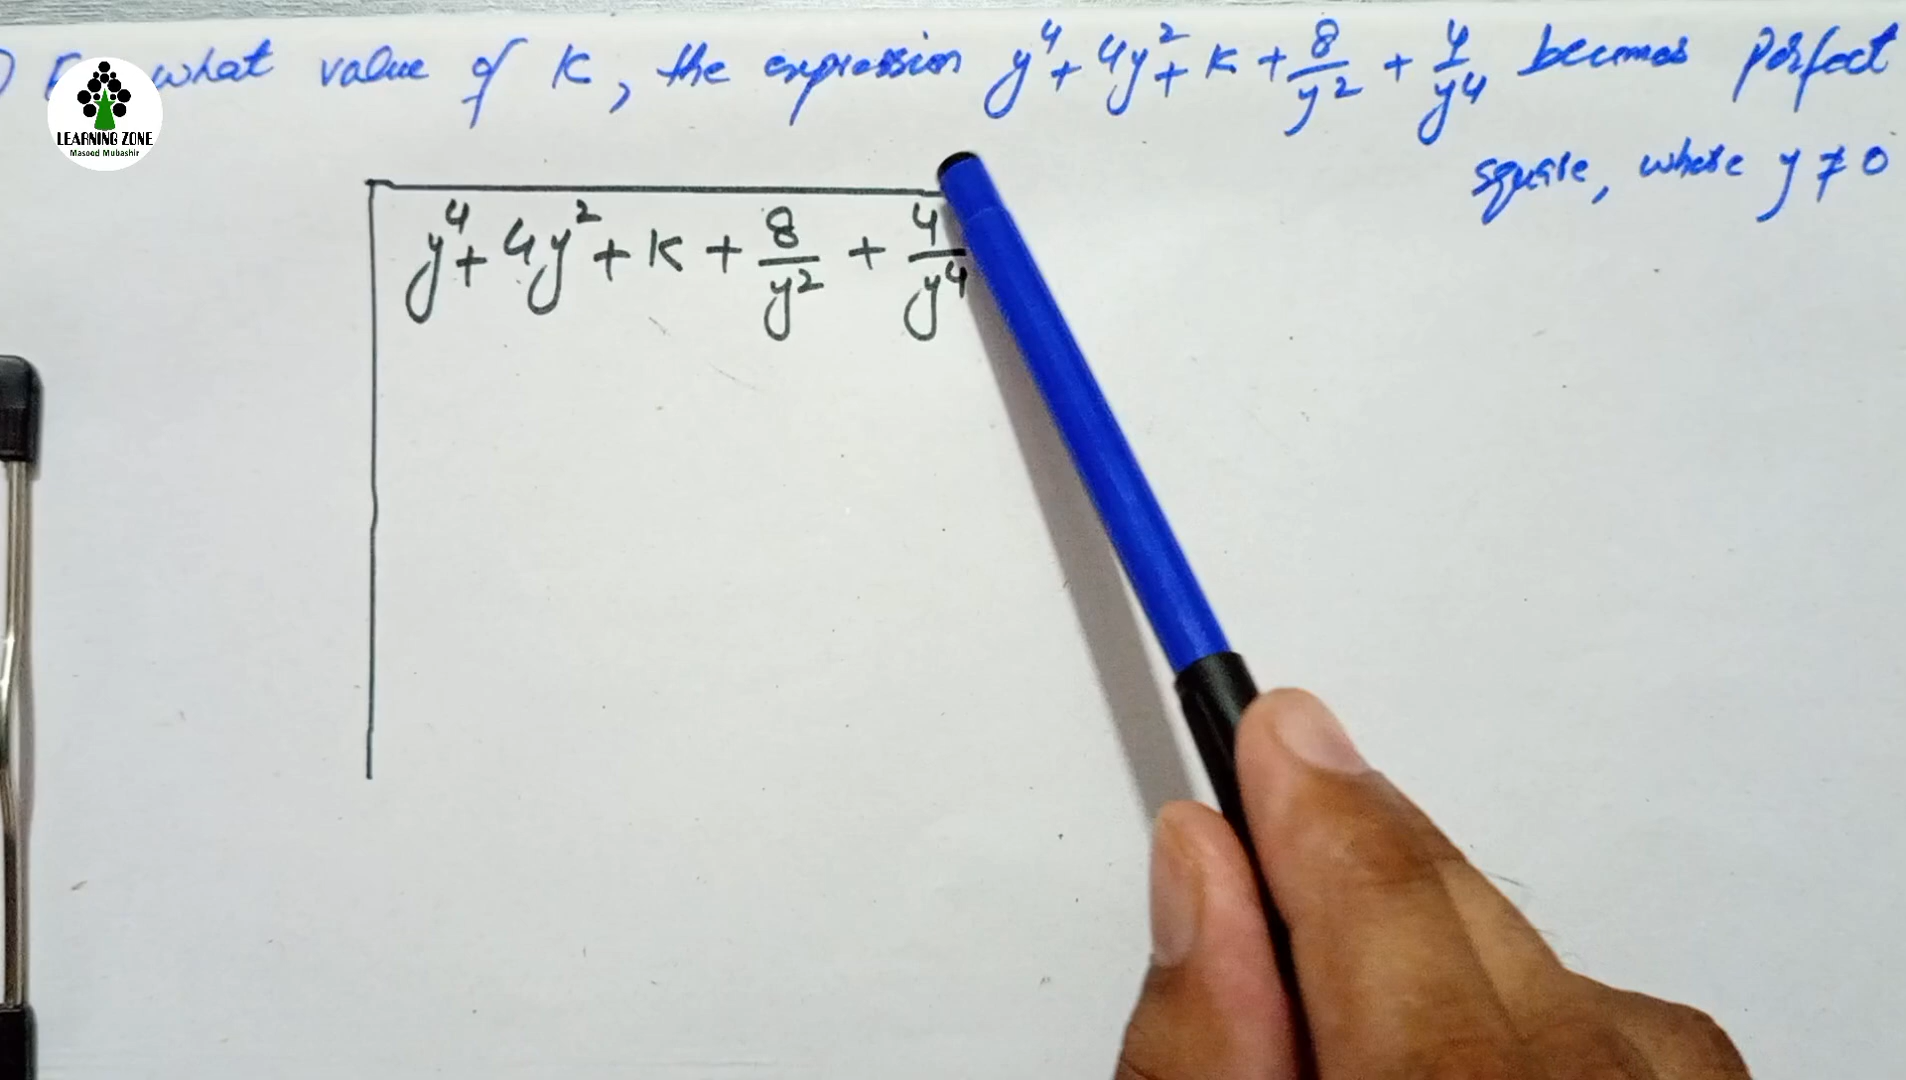 what value of K, the expression y⁴ + 4y² + K + 8/y² + 4/y⁴ becomes perfect
square, where y ≠ 0
LEARNING ZONE
Masood Mubashir
y⁴ + 4y² + K + 8/y² + 4/y⁴